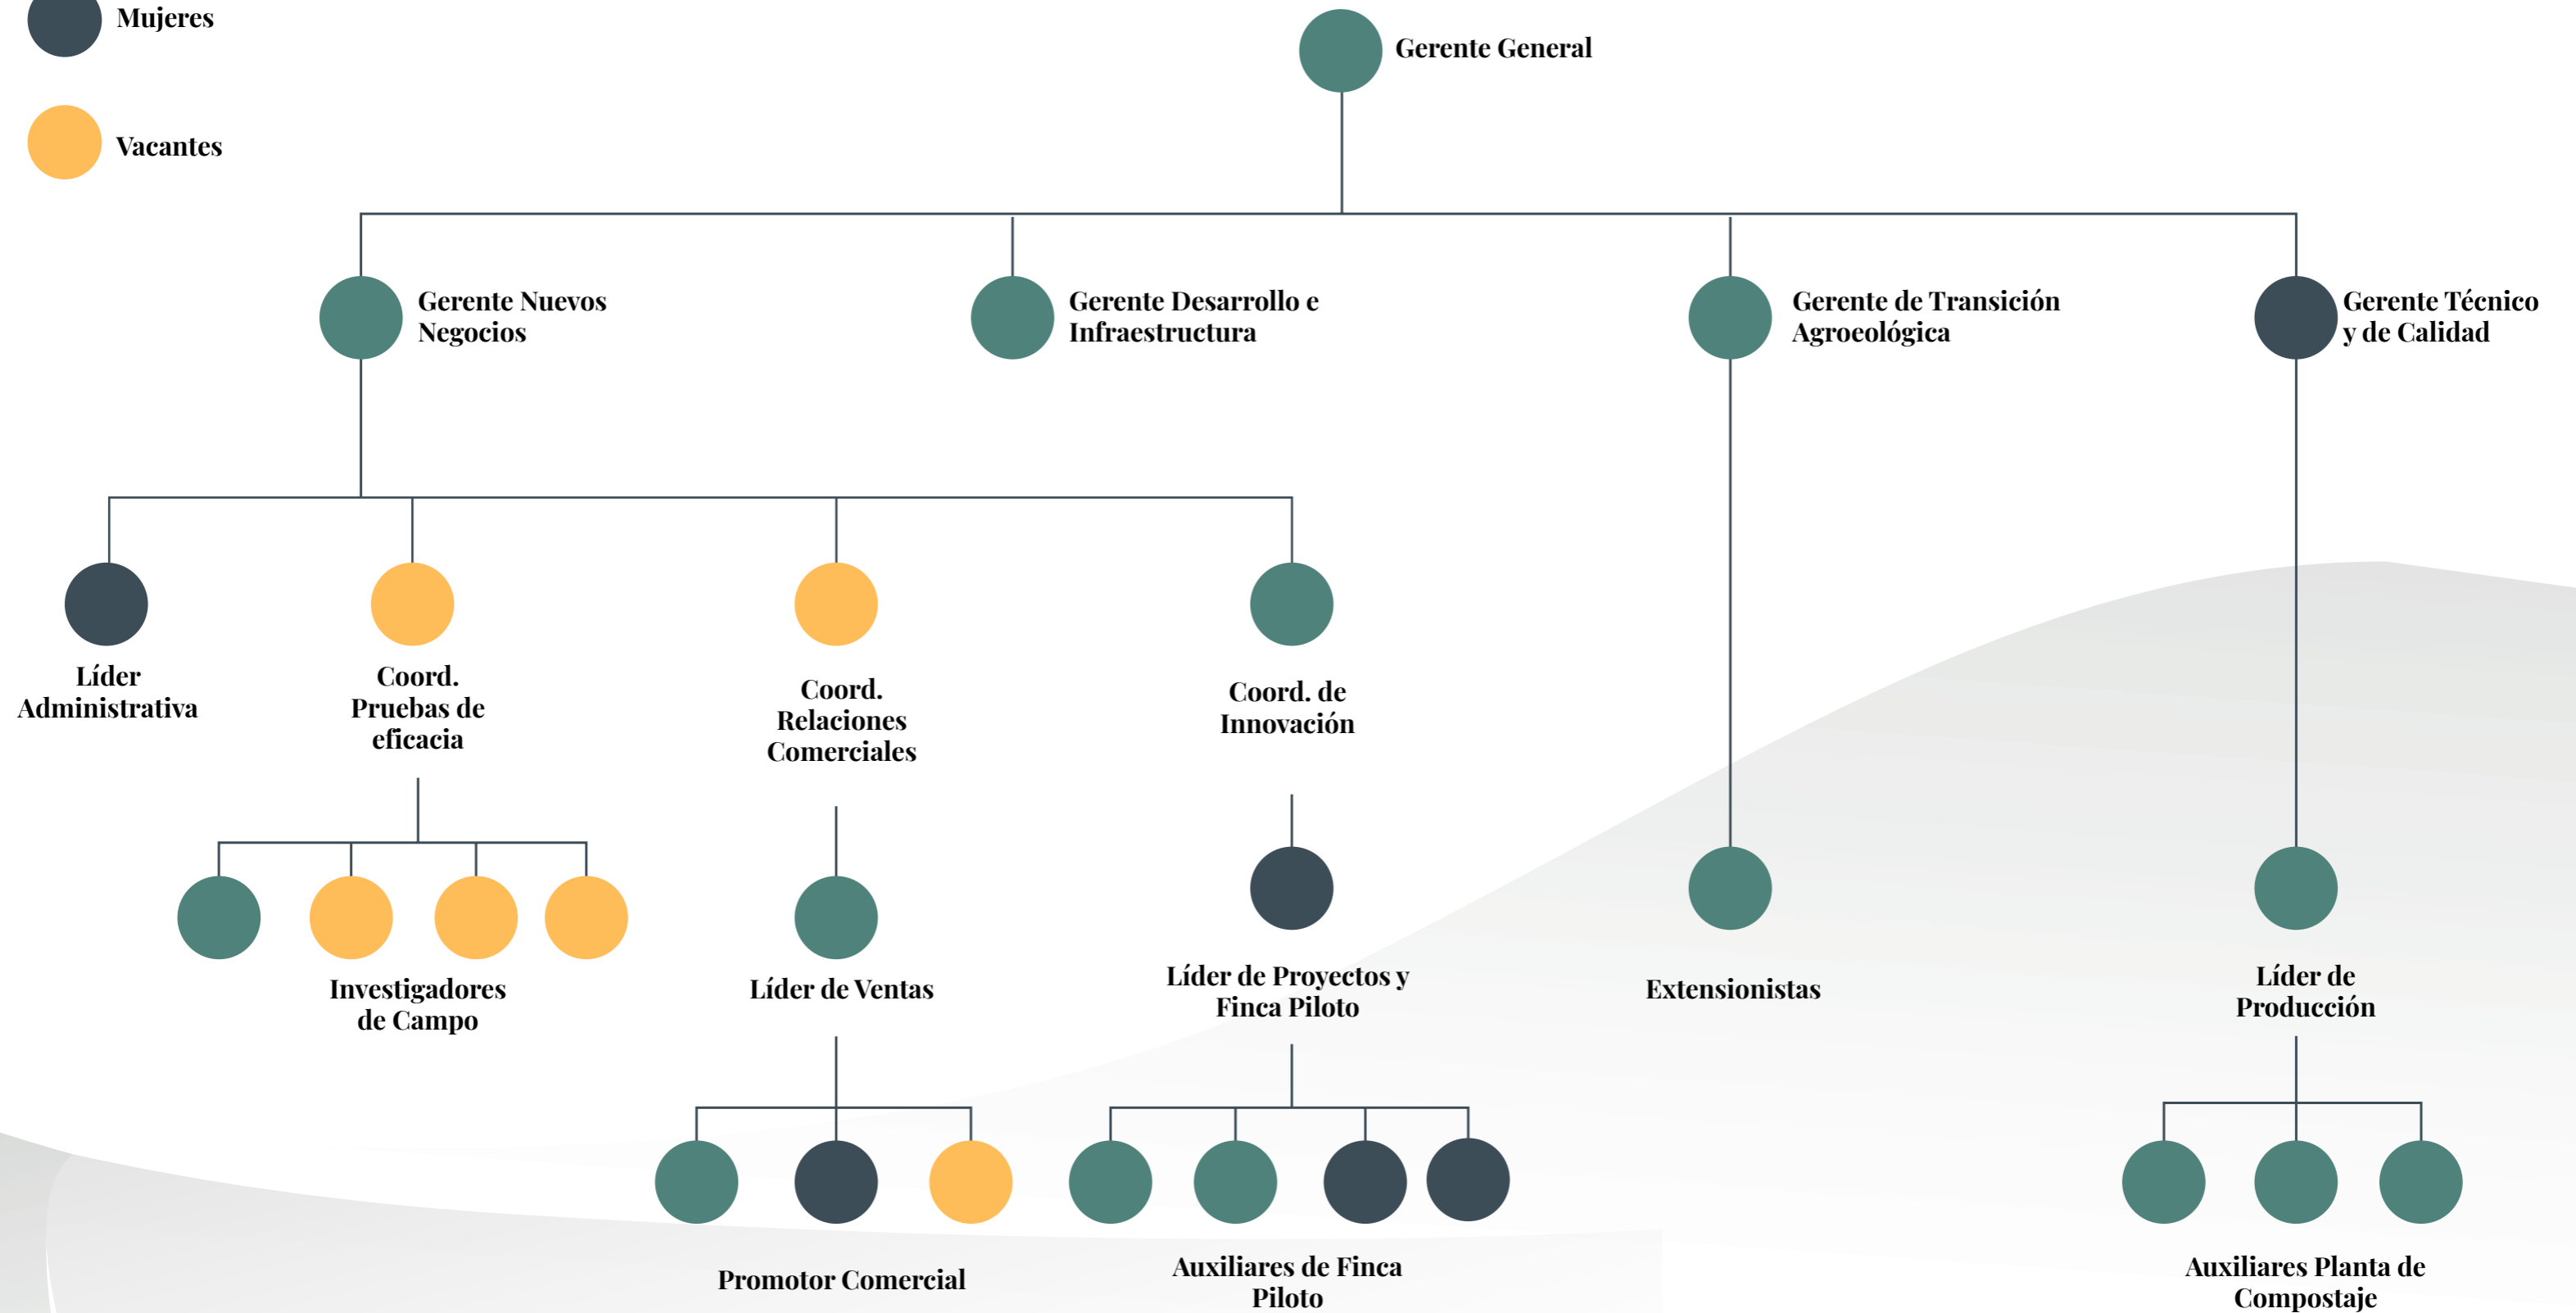 Mujeres
Vacantes
Gerente General
Gerente Nuevos
Negocios
Gerente Desarrollo e
Infraestructura
Gerente de Transición
Agroeológica
Gerente Técnico
y de Calidad
Líder
Administrativa
Coord.
Pruebas de
eficacia
Coord.
Relaciones
Comerciales
Coord. de
Innovación
Investigadores
de Campo
Líder de Ventas
Líder de Proyectos y
Finca Piloto
Extensionistas
Líder de
Producción
Promotor Comercial
Auxiliares de Finca
Piloto
Auxiliares Planta de
Compostaje